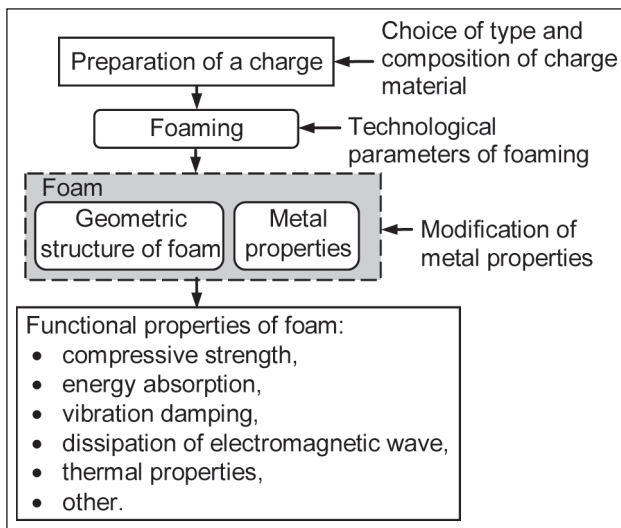 Preparation of a charge
Choice of type and
composition of charge
material
Foaming
Technological
parameters of foaming
Foam
Geometric
structure of foam
Metal
properties
Modification of
metal properties
Functional properties of foam:
• compressive strength,
• energy absorption,
• vibration damping,
• dissipation of electromagnetic wave,
• thermal properties,
• other.